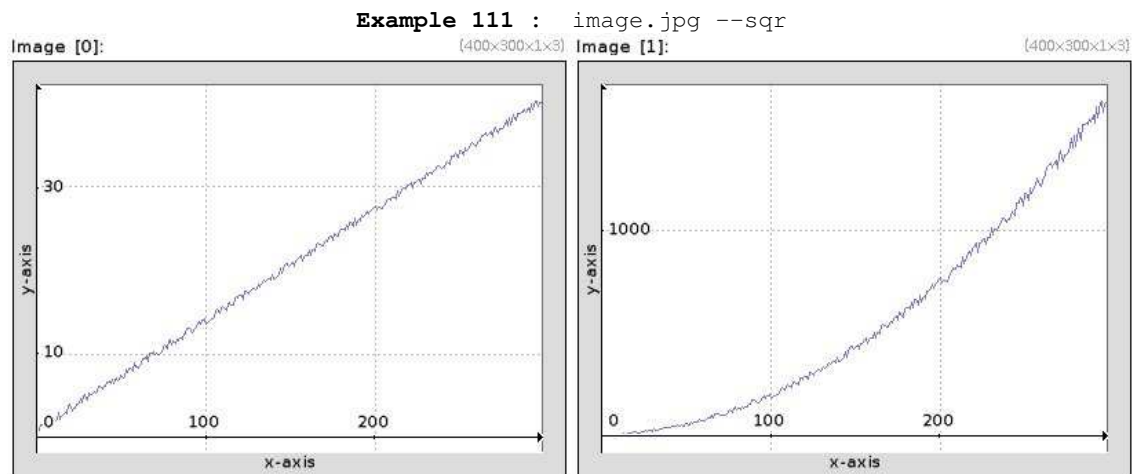 Example 111 : image.jpg --sqr
Image [0]: (400×300×1×3) Image [1]: (400×300×1×3)
30
10
0 100 200
y-axis
x-axis
1000
0 100 200
y-axis
x-axis